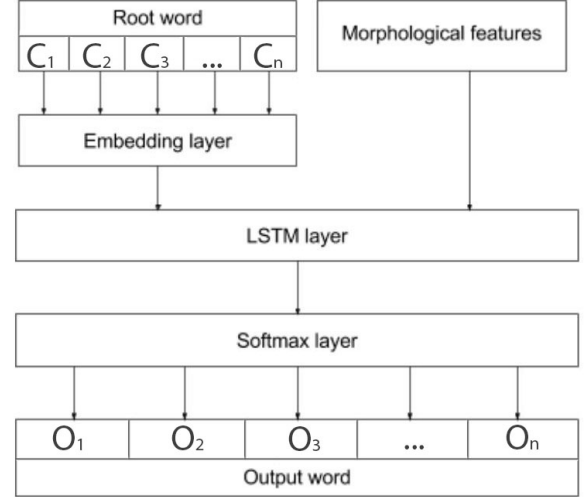 Root word
Morphological features
C₁ C₂ C₃ ... Cₙ
Embedding layer
LSTM layer
Softmax layer
O₁ O₂ O₃ ... Oₙ
Output word